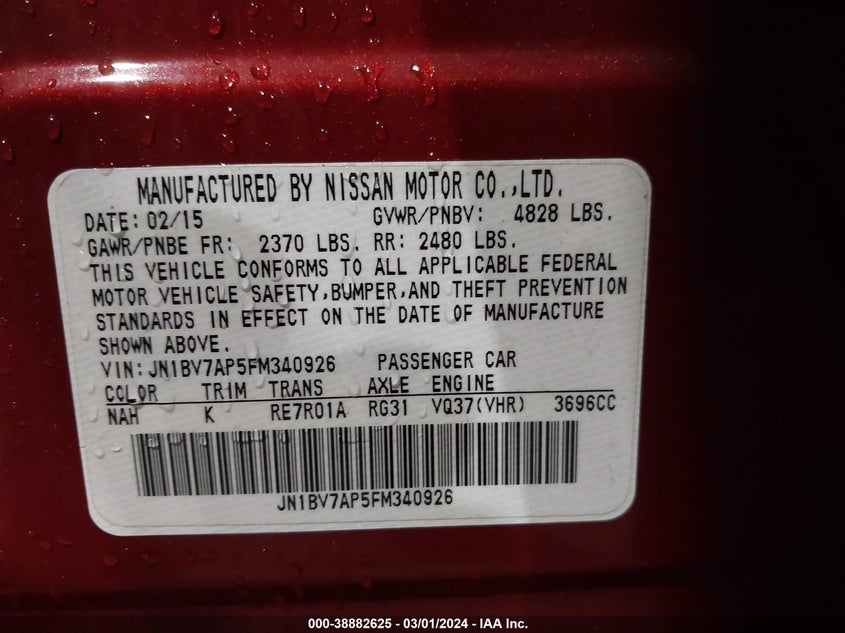 MANUFACTURED BY NISSAN MOTOR CO.,LTD.
DATE: 02/15 GVWR/PNBV: 4828 LBS.
GAWR/PNBE FR: 2370 LBS. RR: 2480 LBS.
THIS VEHICLE CONFORMS TO ALL APPLICABLE FEDERAL
MOTOR VEHICLE SAFETY,BUMPER,AND THEFT PREVENTION
STANDARDS IN EFFECT ON THE DATE OF MANUFACTURE
SHOWN ABOVE.
VIN: JN1BV7AP5FM340926 PASSENGER CAR
COLOR TRIM TRANS AXLE ENGINE
NAH K RE7R01A RG31 VQ37(VHR) 3696CC
JN1BV7AP5FM340926
000-38882625 - 03/01/2024 - IAA Inc.